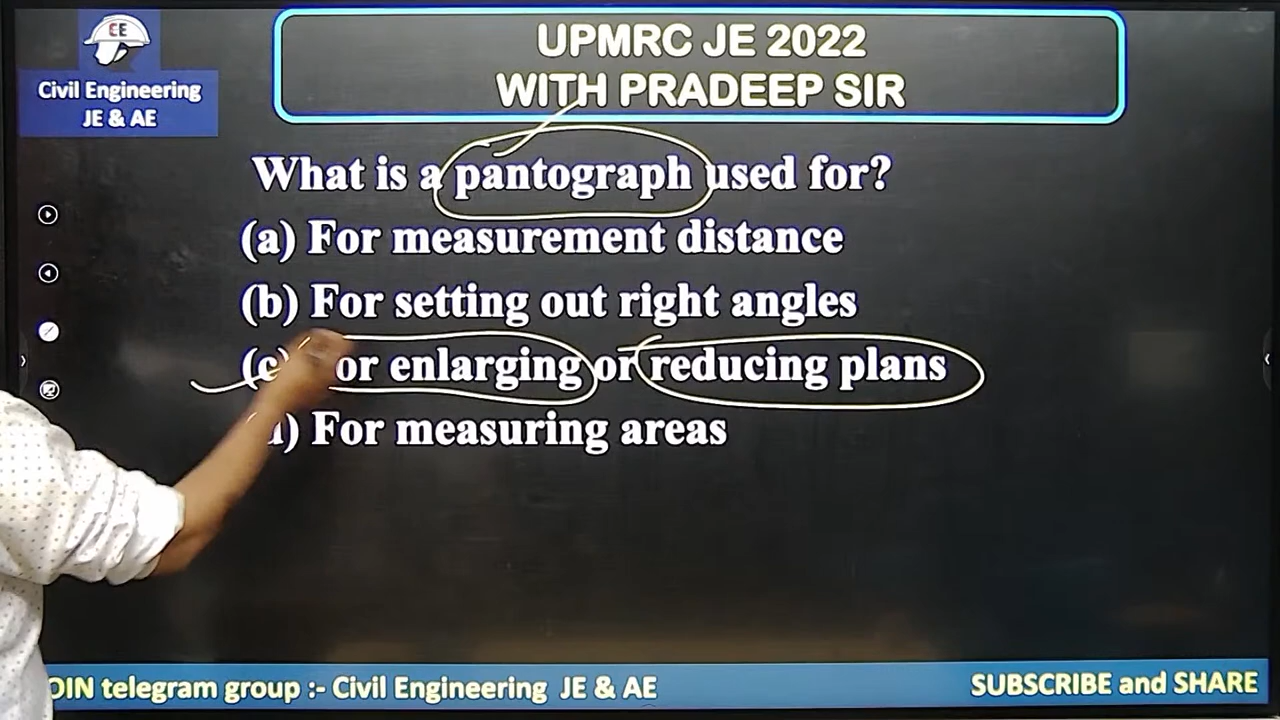 CE
Civil Engineering
JE & AE
UPMRC JE 2022
WITH PRADEEP SIR
What is a pantograph used for?
(a) For measurement distance
(b) For setting out right angles
(c) For enlarging or reducing plans
) For measuring areas
OIN telegram group :- Civil Engineering JE & AE
SUBSCRIBE and SHARE